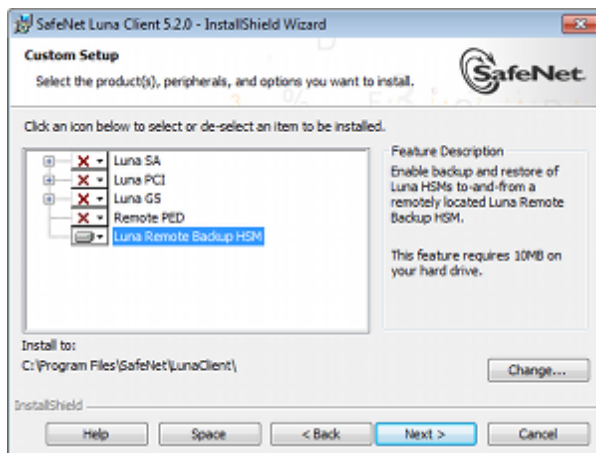 SafeNet Luna Client 5.2.0 - InstallShield Wizard
Custom Setup
Select the product(s), peripherals, and options you want to install.
SafeNet.
Click an icon below to select or de-select an item to be installed.
Luna SA
Luna PCI
Luna G5
Remote PED
Luna Remote Backup HSM
Feature Description
Enable backup and restore of
Luna HSMs to-and-from a
remotely located Luna Remote
Backup HSM.
This feature requires 10MB on
your hard drive.
Install to:
C:\Program Files\SafeNet\LunaClient\
Change...
InstallShield
Help
Space
< Back
Next >
Cancel